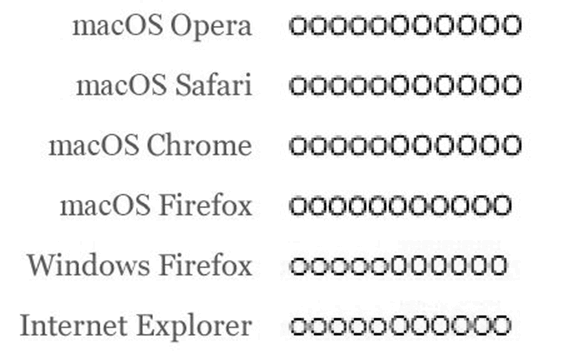 macOS Opera ooooooooooo
macOS Safari ooooooooooo
macOS Chrome ooooooooooo
macOS Firefox ooooooooooo
Windows Firefox ooooooooooo
Internet Explorer ooooooooooo